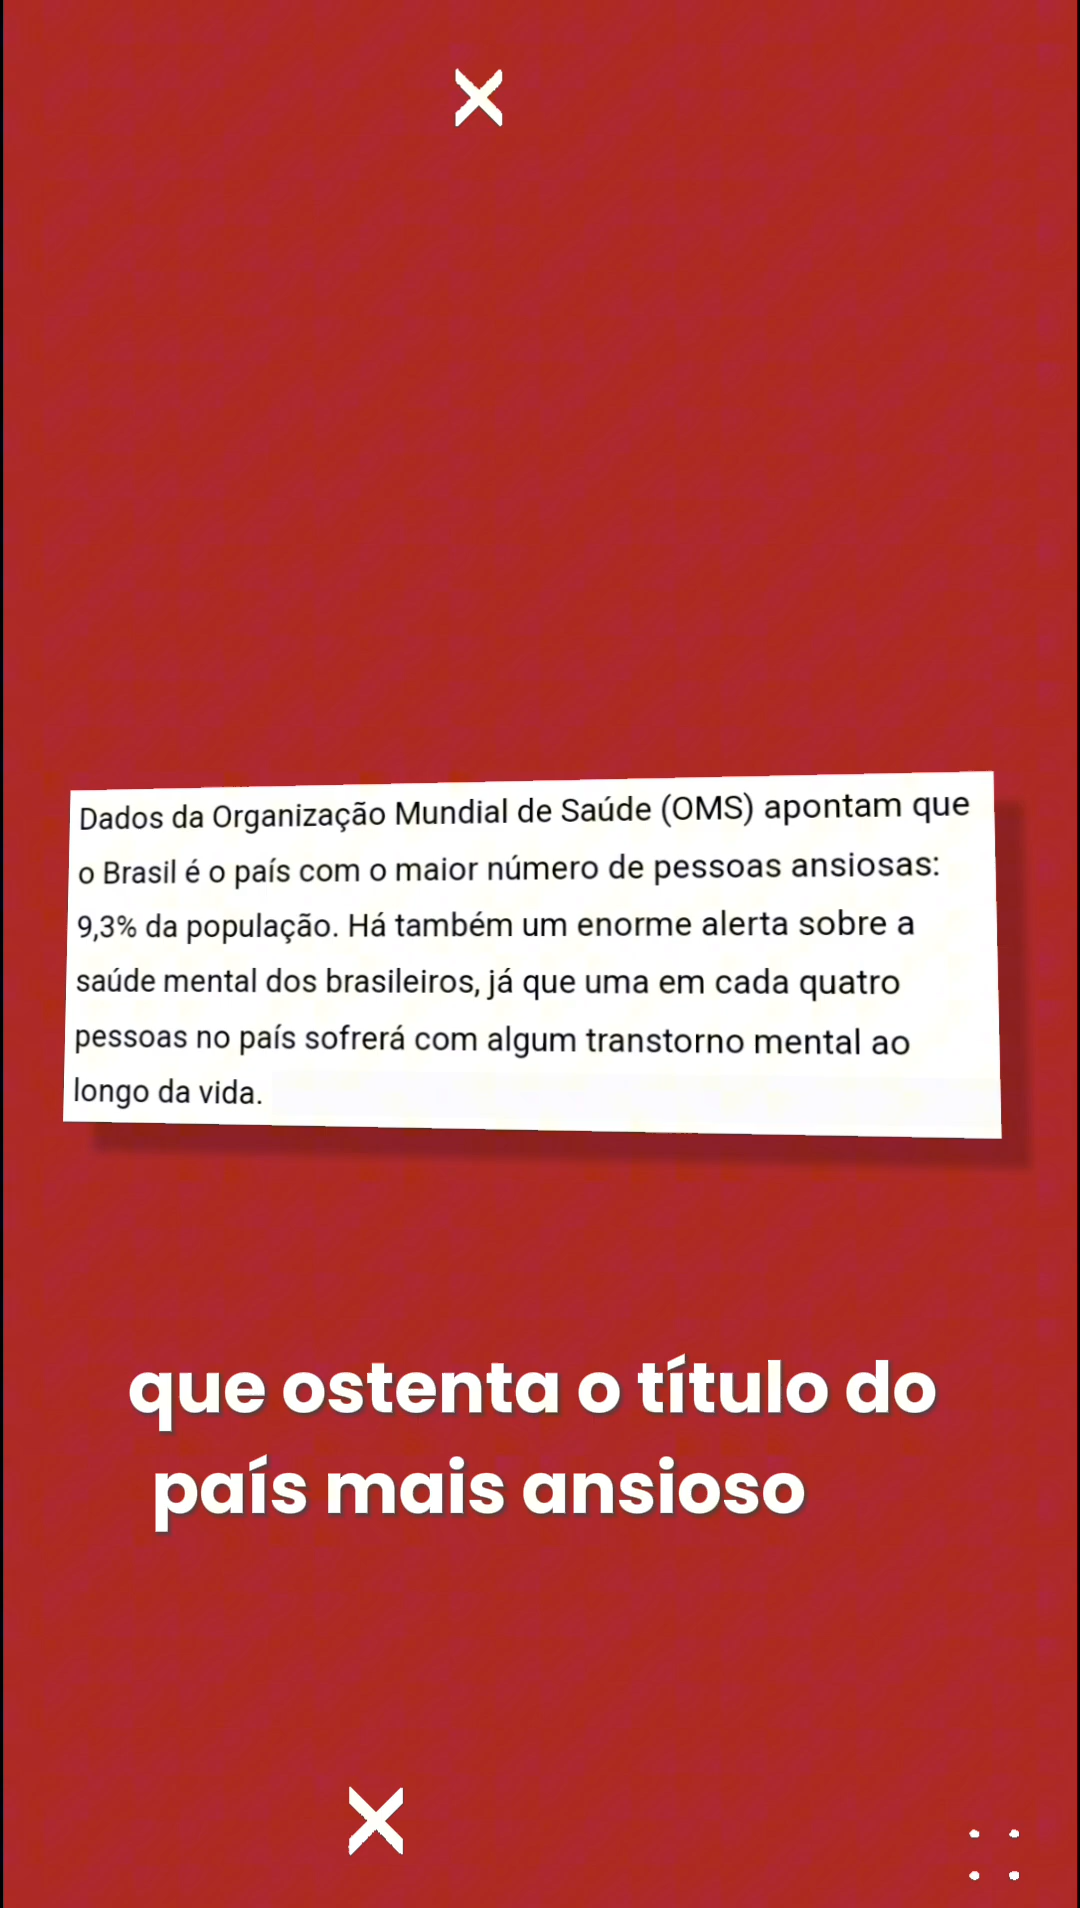 Dados da Organização Mundial de Saúde (OMS) apontam que
o Brasil é o país com o maior número de pessoas ansiosas:
9,3% da população. Há também um enorme alerta sobre a
saúde mental dos brasileiros, já que uma em cada quatro
pessoas no país sofrerá com algum transtorno mental ao
longo da vida.
que ostenta o título do
país mais ansioso